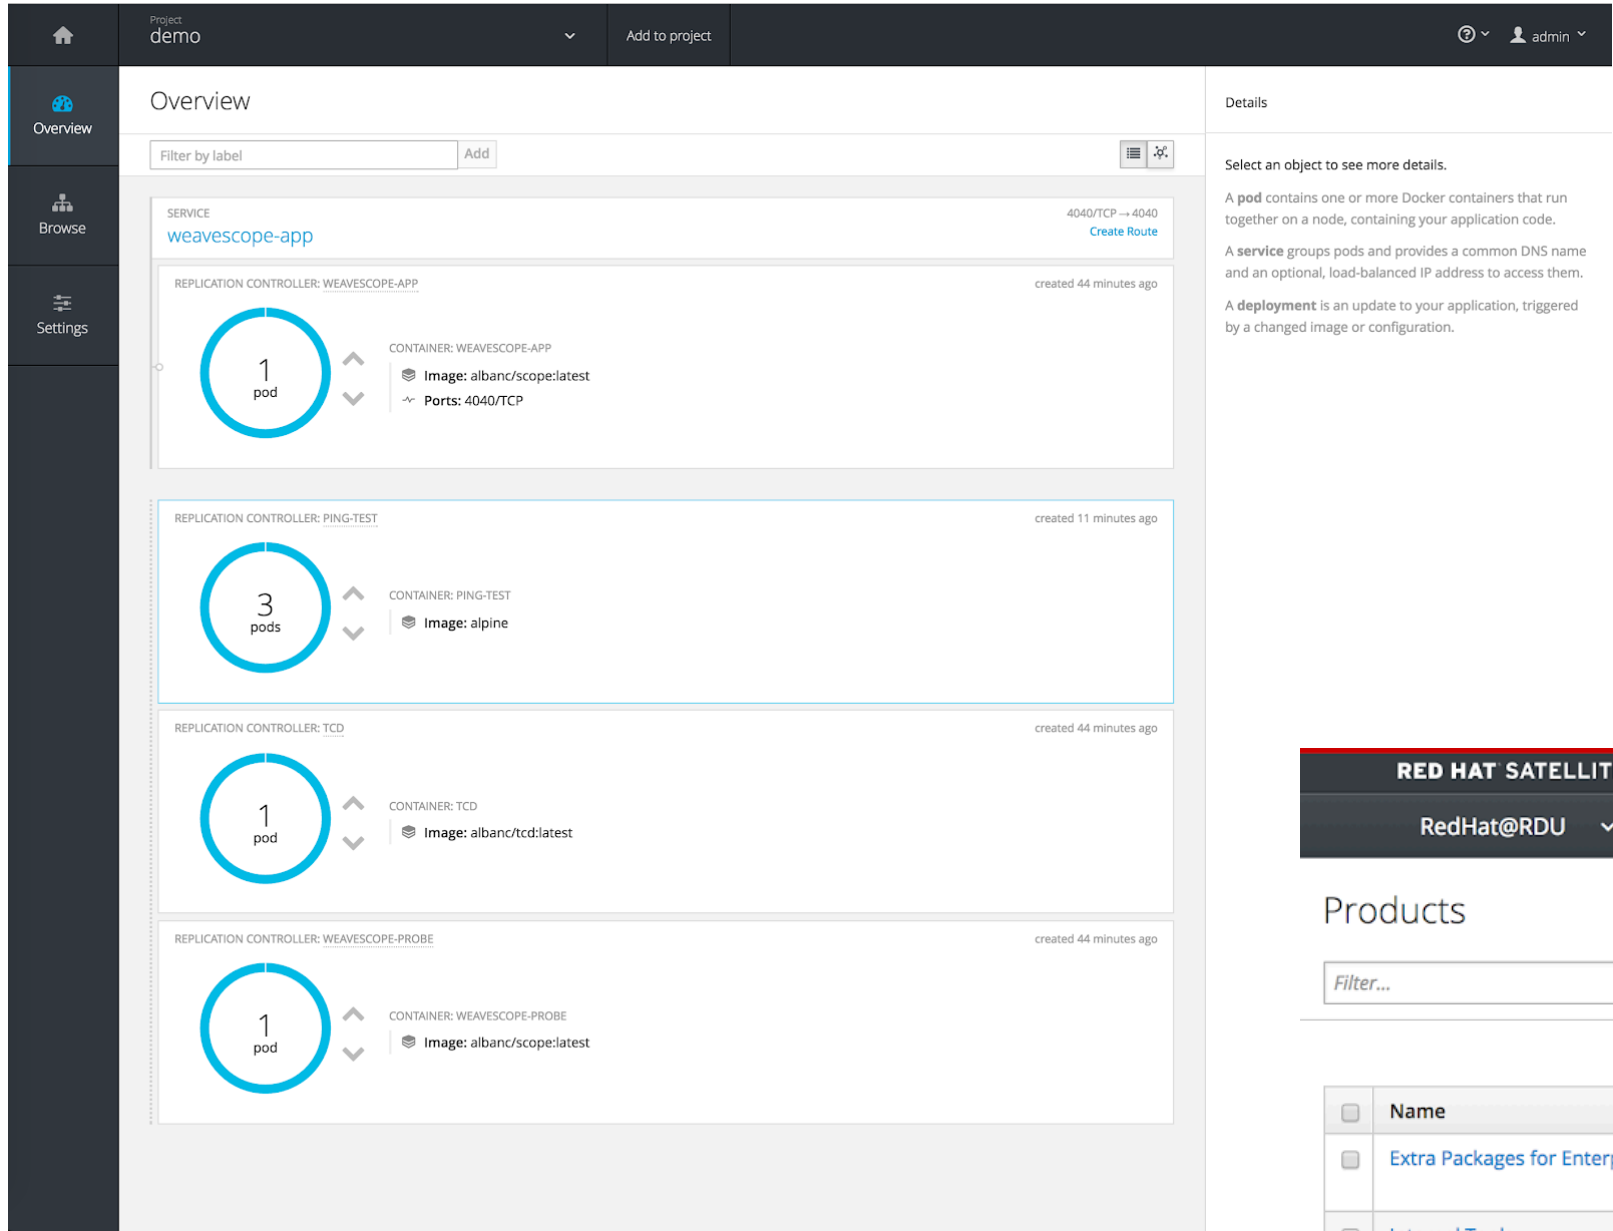 Project
demo
Add to project
admin
Overview
Browse
Settings
Overview
Filter by label
Add
SERVICE
weavescope-app
4040/TCP → 4040
Create Route
REPLICATION CONTROLLER: WEAVESCOPE-APP
created 44 minutes ago
1
pod
CONTAINER: WEAVESCOPE-APP
Image: albanc/scope:latest
Ports: 4040/TCP
REPLICATION CONTROLLER: PING-TEST
created 11 minutes ago
3
pods
CONTAINER: PING-TEST
Image: alpine
REPLICATION CONTROLLER: TCD
created 44 minutes ago
1
pod
CONTAINER: TCD
Image: albanc/tcd:latest
REPLICATION CONTROLLER: WEAVESCOPE-PROBE
created 44 minutes ago
1
pod
CONTAINER: WEAVESCOPE-PROBE
Image: albanc/scope:latest
Details
Select an object to see more details.
A pod contains one or more Docker containers that run
together on a node, containing your application code.
A service groups pods and provides a common DNS name
and an optional, load-balanced IP address to access them.
A deployment is an update to your application, triggered
by a changed image or configuration.
RED HAT SATELLIT
RedHat@RDU
Products
Filter...
Name
Extra Packages for Enter